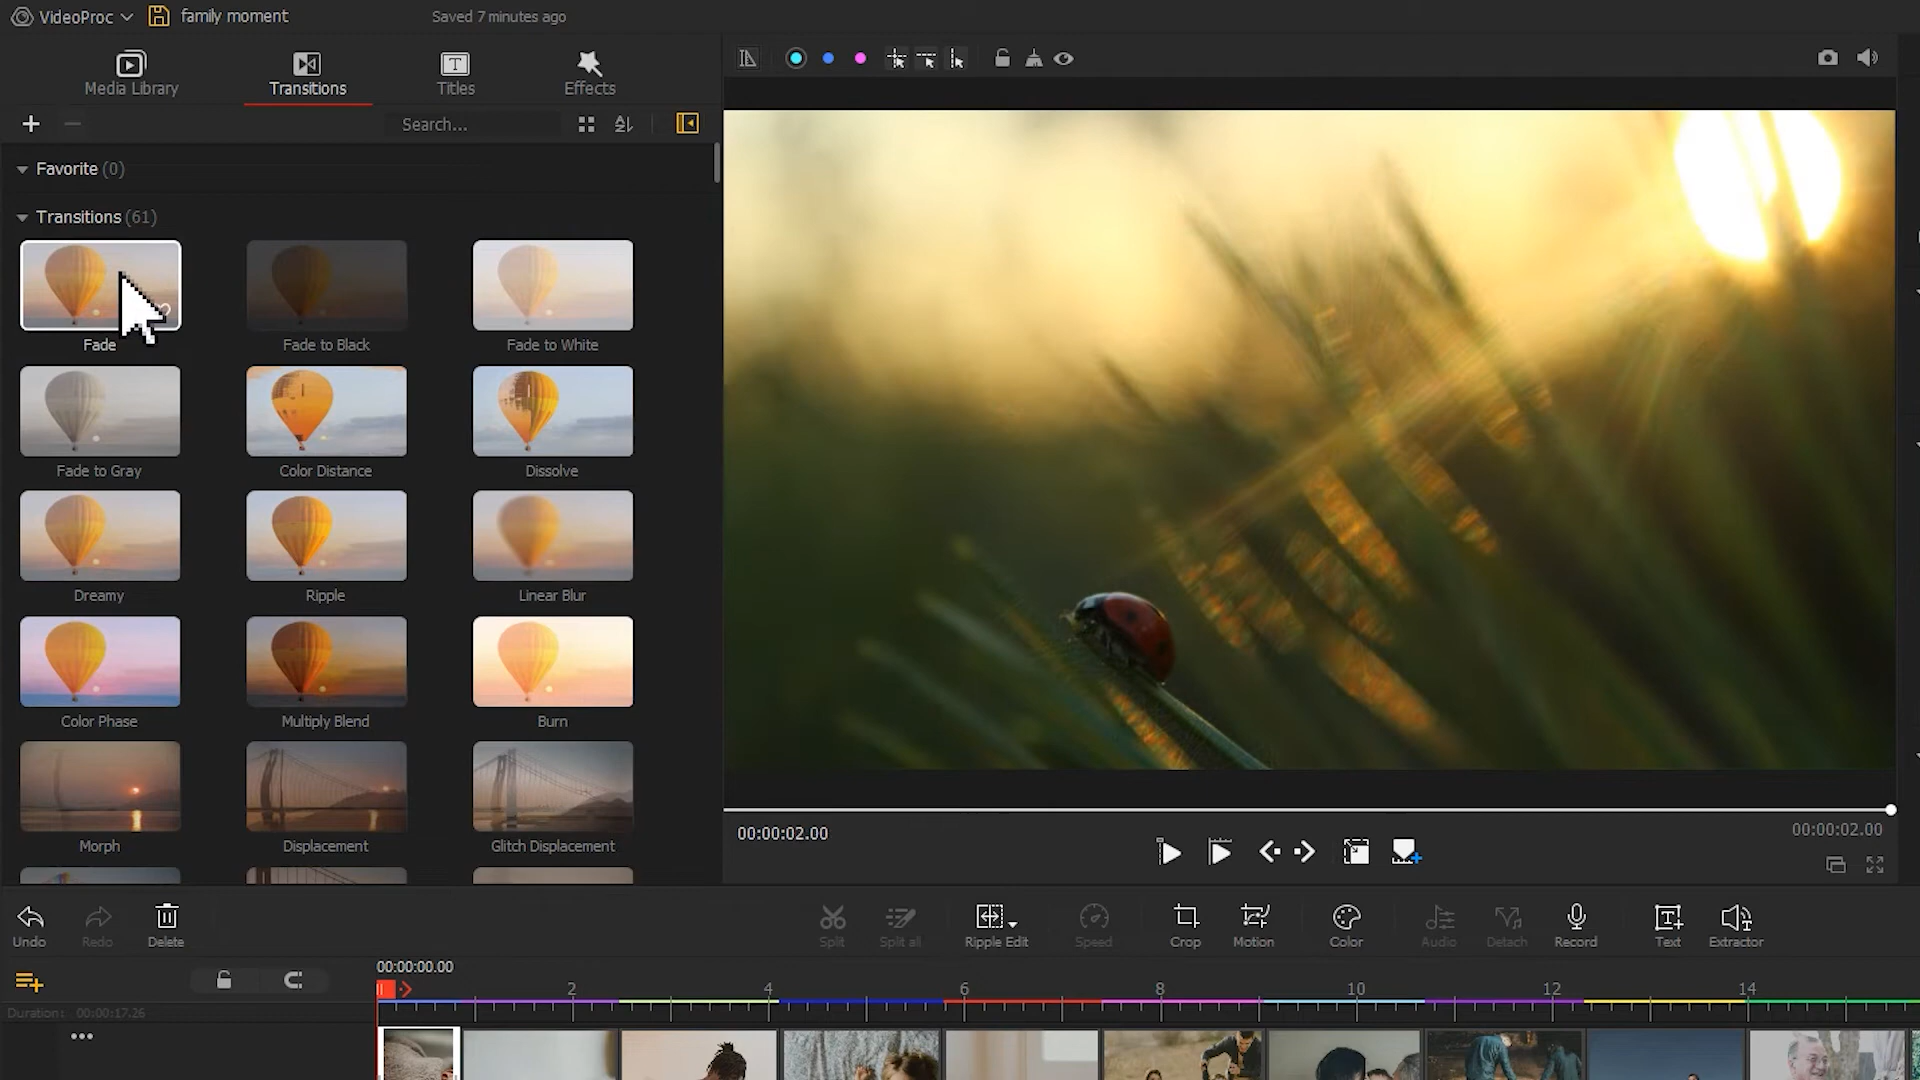 VideoProc
family moment
Saved 7 minutes ago
Media Library
Transitions
Titles
Effects
Search...
Favorite (0)
Transitions (61)
Fade
Fade to Black
Fade to White
Fade to Gray
Color Distance
Dissolve
Dreamy
Ripple
Linear Blur
Color Phase
Multiply Blend
Burn
Morph
Displacement
Glitch Displacement
00:00:02.00
00:00:02.00
Undo
Redo
Delete
Split
Split all
Ripple Edit
Speed
Crop
Motion
Color
Audio
Detach
Record
Text
Extractor
00:00:00.00
2 4 6 8 10 12 14
Duration: 00:00:17.26